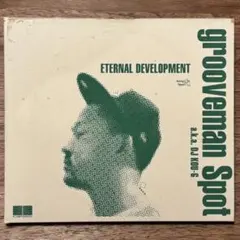 ETERNAL DEVELOPMENT
grooveman Spot
a.k.a. DJ KOU-G